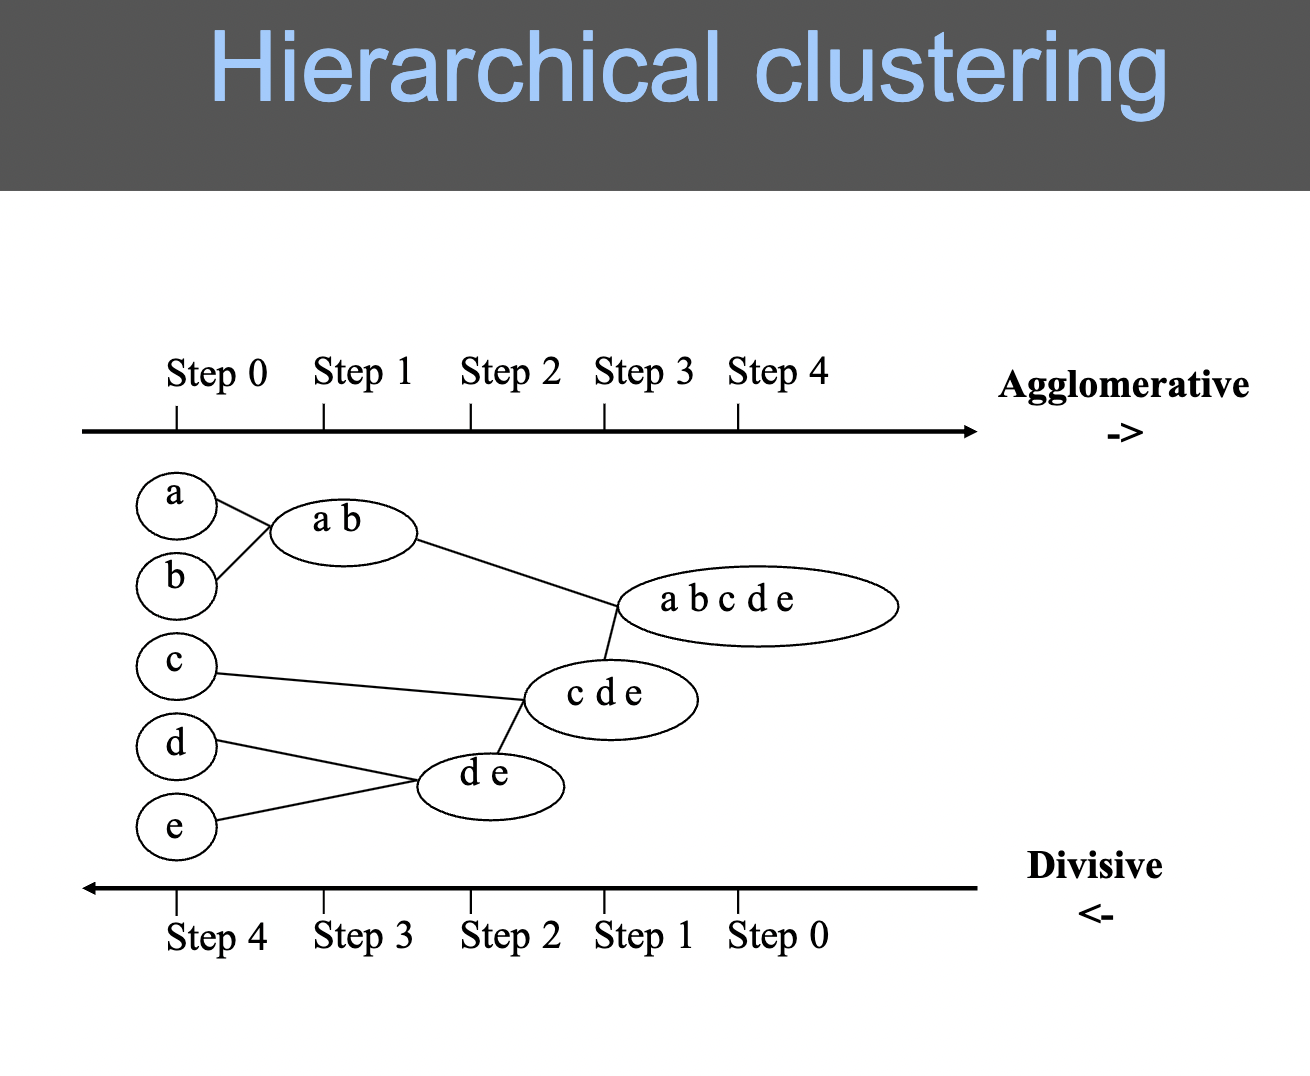 Hierarchical clustering
Step 0 Step 1 Step 2 Step 3 Step 4
Agglomerative
->
a
a b
b
a b c d e
c
c d e
d
d e
e
Divisive
<-
Step 4 Step 3 Step 2 Step 1 Step 0